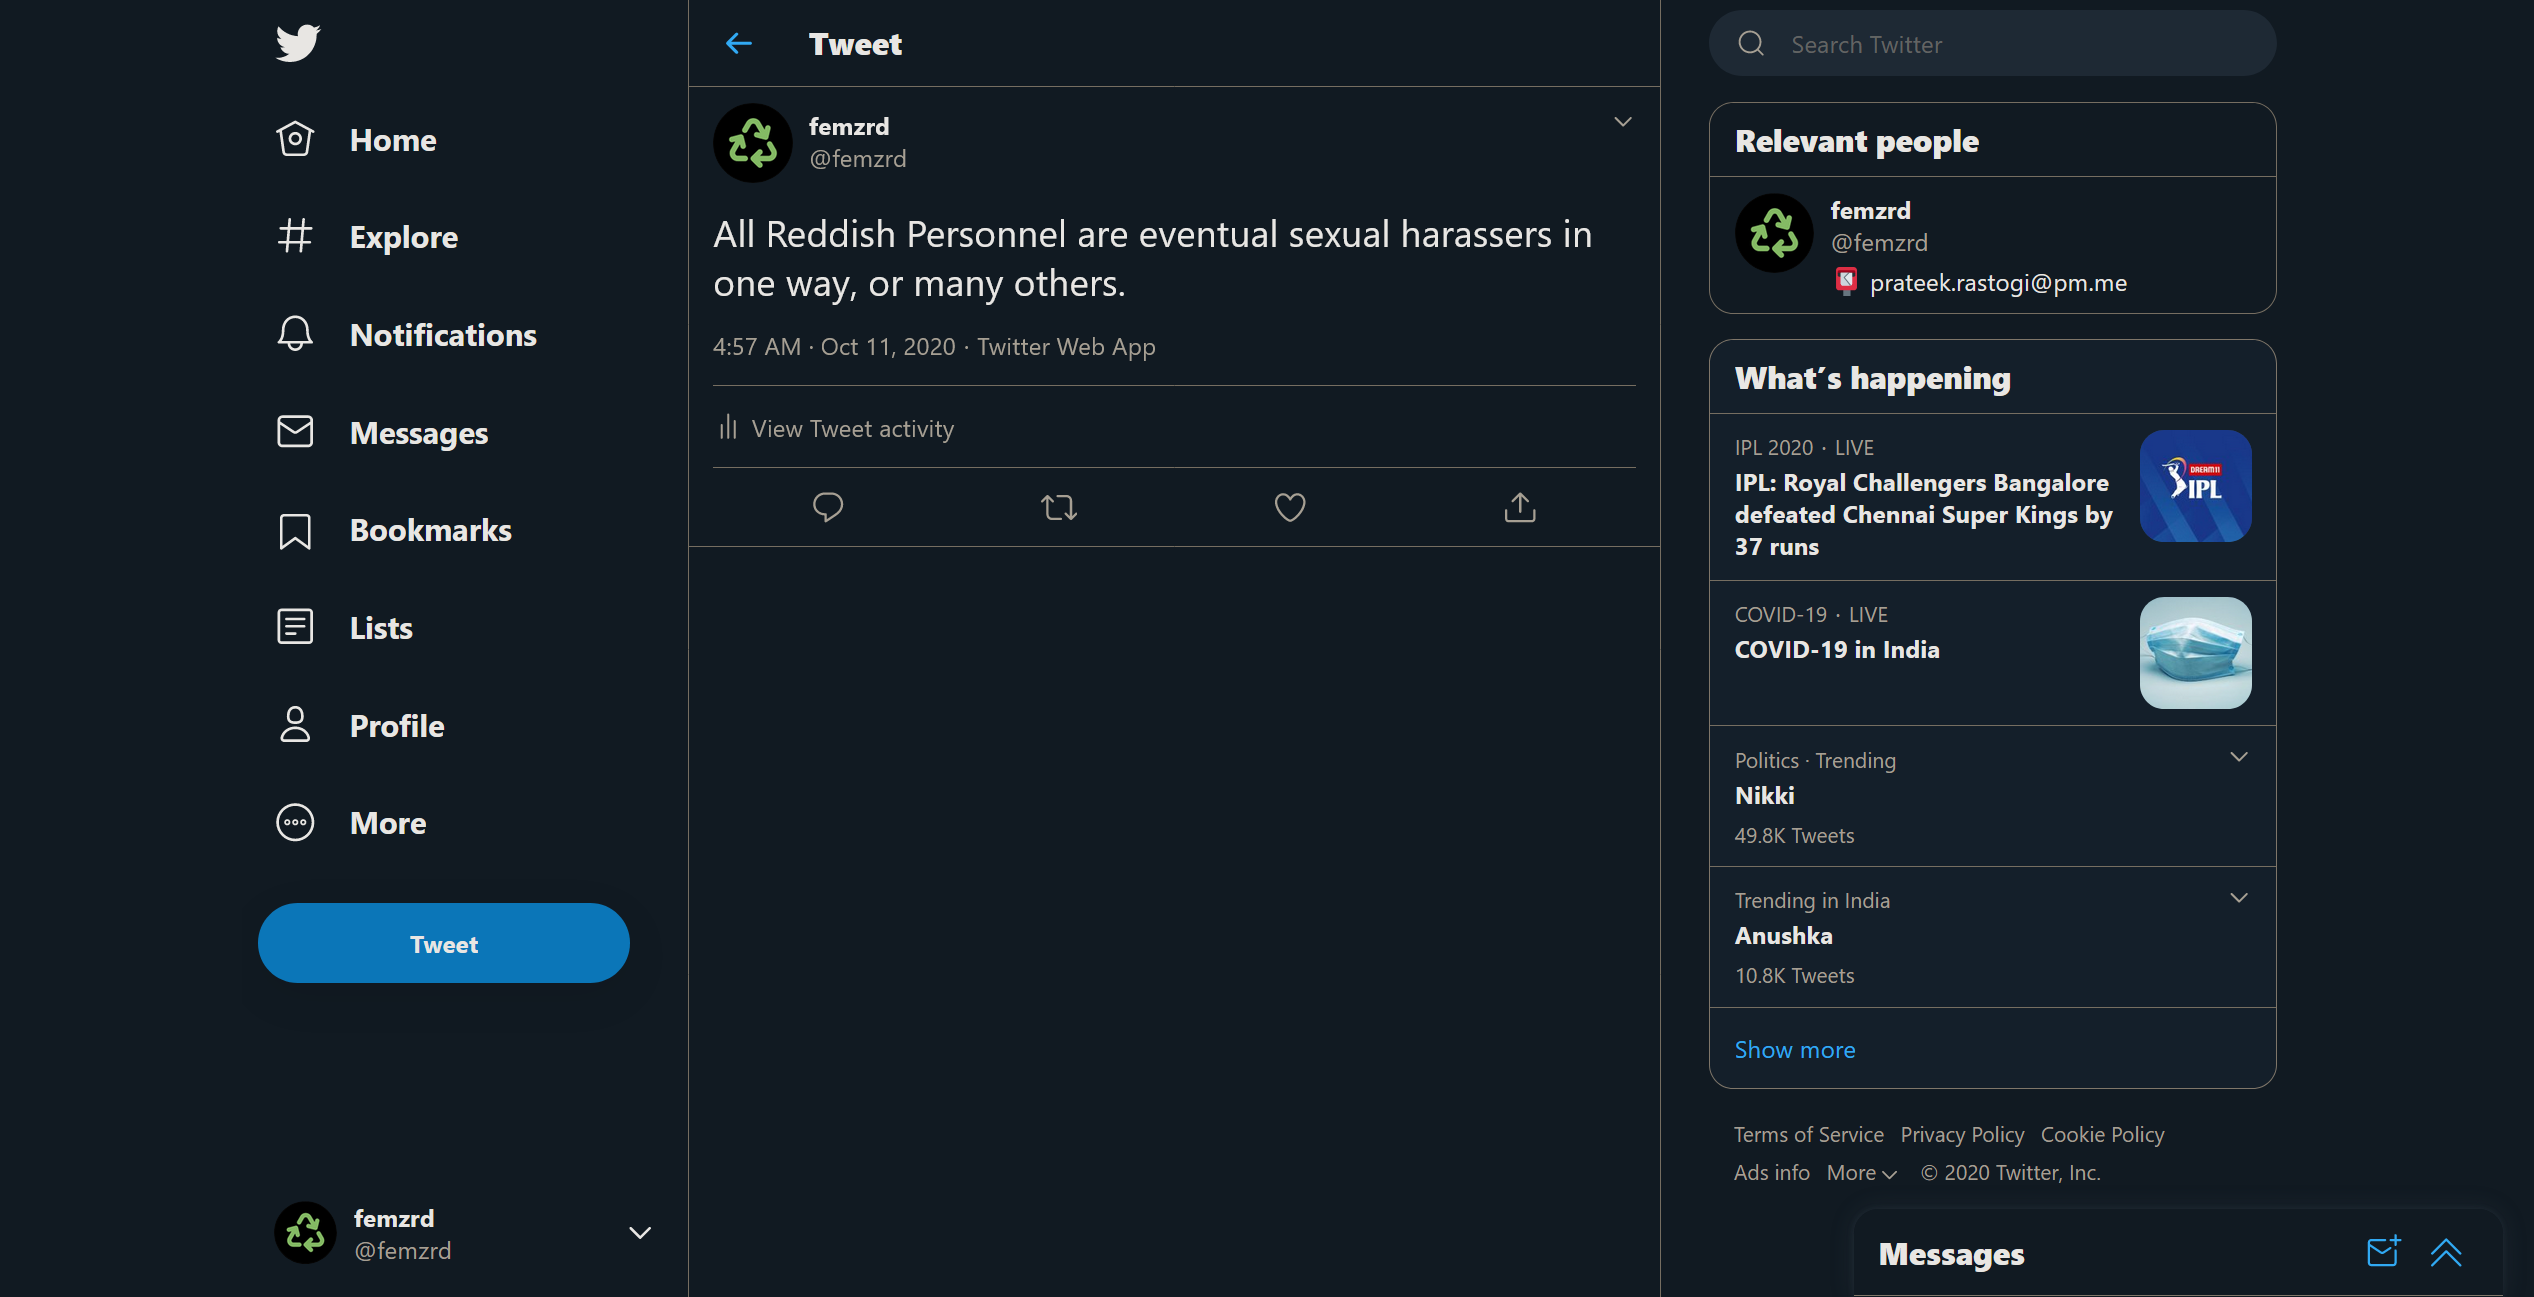 Home
Explore
Notifications
Messages
Bookmarks
Lists
Profile
More
Tweet
femzrd
@femzrd
Tweet
femzrd
@femzrd
All Reddish Personnel are eventual sexual harassers in
one way, or many others.
4:57 AM · Oct 11, 2020 · Twitter Web App
View Tweet activity
Search Twitter
Relevant people
femzrd
@femzrd
prateek.rastogi@pm.me
What's happening
IPL 2020 · LIVE
IPL: Royal Challengers Bangalore
defeated Chennai Super Kings by
37 runs
DREAM11
IPL
COVID-19 · LIVE
COVID-19 in India
Politics · Trending
Nikki
49.8K Tweets
Trending in India
Anushka
10.8K Tweets
Show more
Terms of Service Privacy Policy Cookie Policy
Ads info More © 2020 Twitter, Inc.
Messages